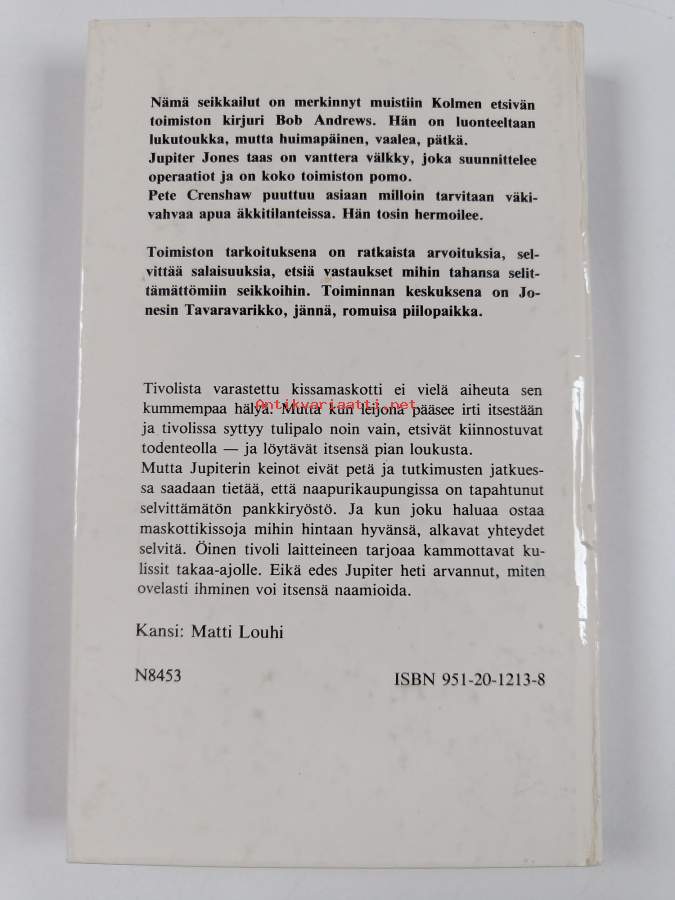 Nämä seikkailut on merkinnyt muistiin Kolmen etsivän
toimiston kirjuri Bob Andrews. Hän on luonteeltaan
lukutoukka, mutta huimapäinen, vaalea, pätkä.
Jupiter Jones taas on vanttera välkky, joka suunnittelee
operaatiot ja on koko toimiston pomo.
Pete Crenshaw puuttuu asiaan milloin tarvitaan väki-
vahvaa apua äkkitilanteissa. Hän tosin hermoilee.
Toimiston tarkoituksena on ratkaista arvoituksia, sel-
vittää salaisuuksia, etsiä vastaukset mihin tahansa selit-
tämättömiin seikkoihin. Toiminnan keskuksena on Jo-
nesin Tavaravarikko, jännä, romuisa piilopaikka.
Tivolista varastettu kissamaskotti ei vielä aiheuta sen
kummempaa hälyä. Mutta kun leijona pääsee irti itsestään
Antikvariaatti.net
ja tivolissa syttyy tulipalo noin vain, etsivät kiinnostuvat
todenteolla — ja löytävät itsensä pian loukusta.
Mutta Jupiterin keinot eivät petä ja tutkimusten jatkues-
sa saadaan tietää, että naapurikaupungissa on tapahtunut
selvittämätön pankkiryöstö. Ja kun joku haluaa ostaa
maskottikissoja mihin hintaan hyvänsä, alkavat yhteydet
selvitä. Öinen tivoli laitteineen tarjoaa kammottavat ku-
lissit takaa-ajolle. Eikä edes Jupiter heti arvannut, miten
ovelasti ihminen voi itsensä naamioida.
Kansi: Matti Louhi
N8453
ISBN 951-20-1213-8